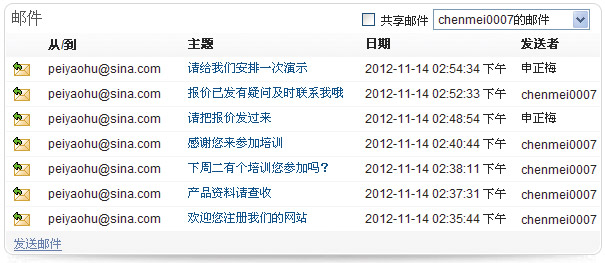 邮件 共享邮件 chenmei0007的邮件
从/到 主题 日期 发送者
peiyaohu@sina.com 请给我们安排一次演示 2012-11-14 02:54:34 下午 申正梅
peiyaohu@sina.com 报价已发有疑问及时联系我哦 2012-11-14 02:52:33 下午 chenmei0007
peiyaohu@sina.com 请把报价发过来 2012-11-14 02:48:54 下午 申正梅
peiyaohu@sina.com 感谢您来参加培训 2012-11-14 02:40:44 下午 chenmei0007
peiyaohu@sina.com 下周二有个培训您参加吗? 2012-11-14 02:38:11 下午 chenmei0007
peiyaohu@sina.com 产品资料请查收 2012-11-14 02:37:31 下午 chenmei0007
peiyaohu@sina.com 欢迎您注册我们的网站 2012-11-14 02:35:44 下午 chenmei0007
发送邮件